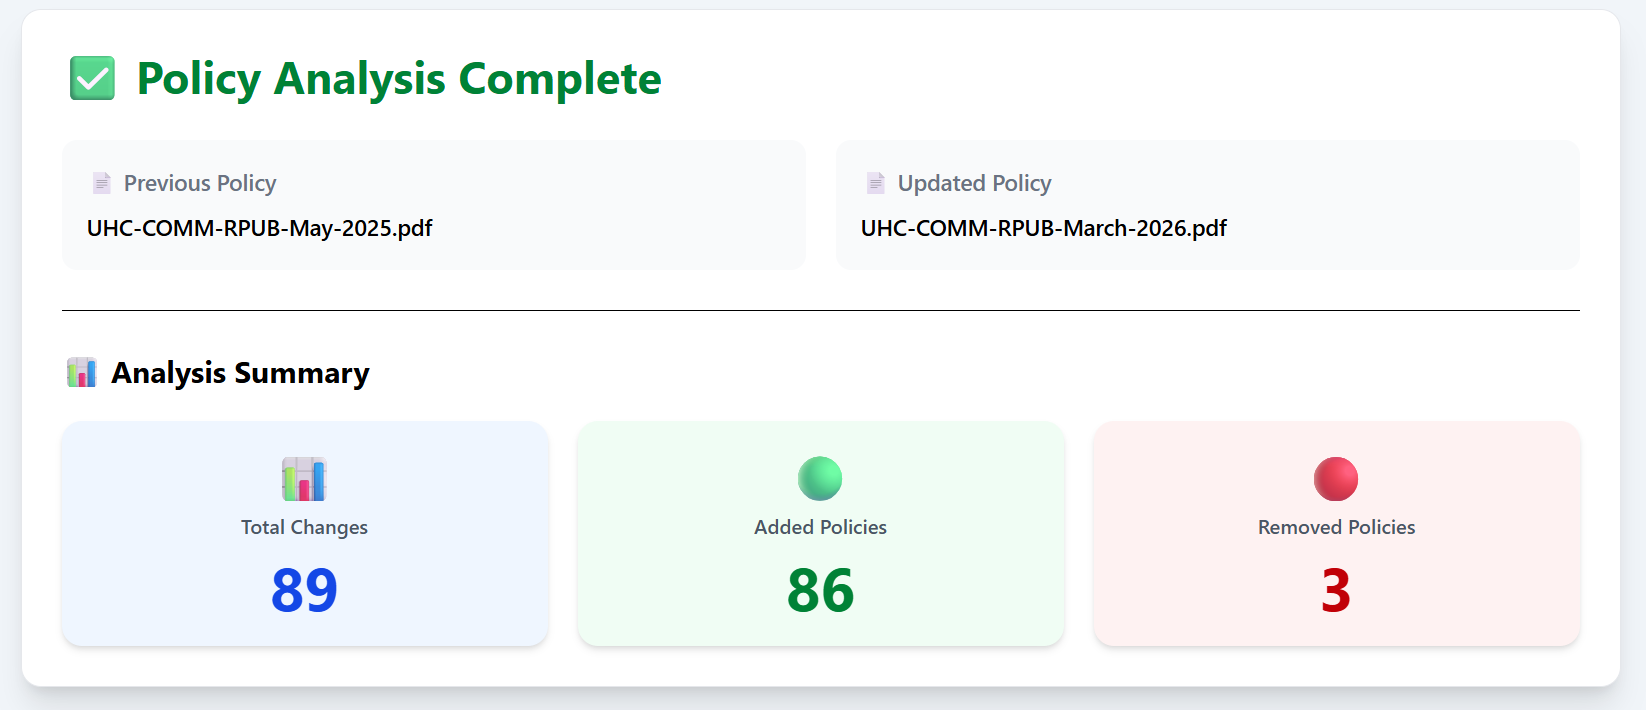 Policy Analysis Complete
Previous Policy
UHC-COMM-RPUB-May-2025.pdf
Updated Policy
UHC-COMM-RPUB-March-2026.pdf
Analysis Summary
Total Changes
89
Added Policies
86
Removed Policies
3